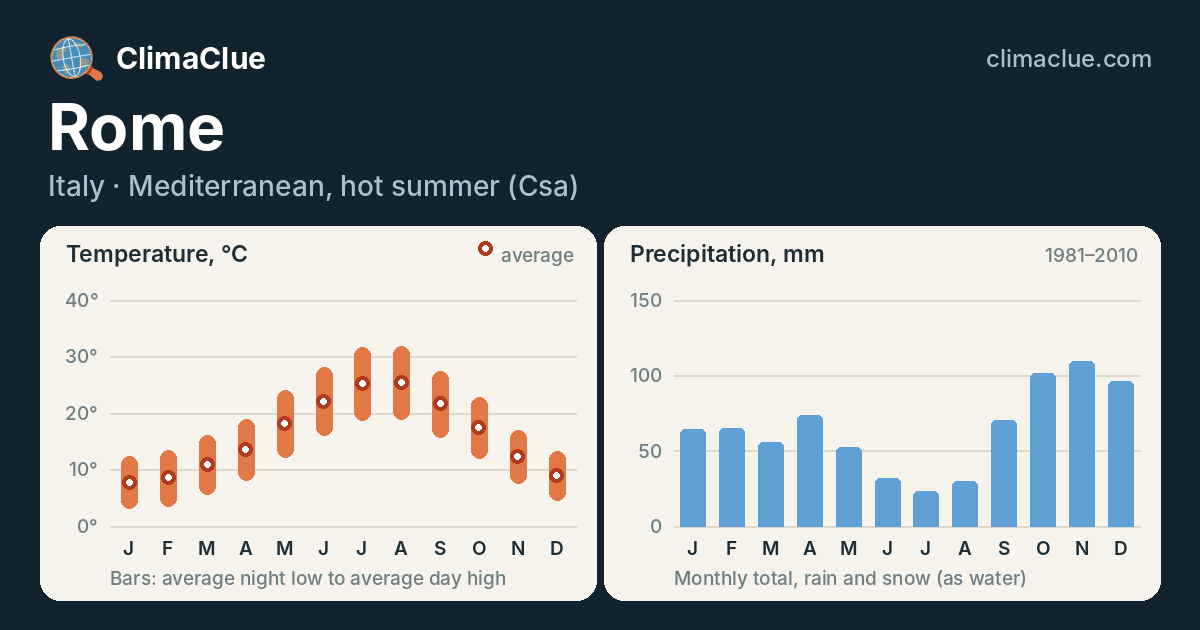 ClimaClue
climaclue.com
Rome
Italy · Mediterranean, hot summer (Csa)
Temperature, °C
average
40°
30°
20°
10°
0°
J F M A M J J A S O N D
Bars: average night low to average day high
Precipitation, mm
1981–2010
150
100
50
0
J F M A M J J A S O N D
Monthly total, rain and snow (as water)